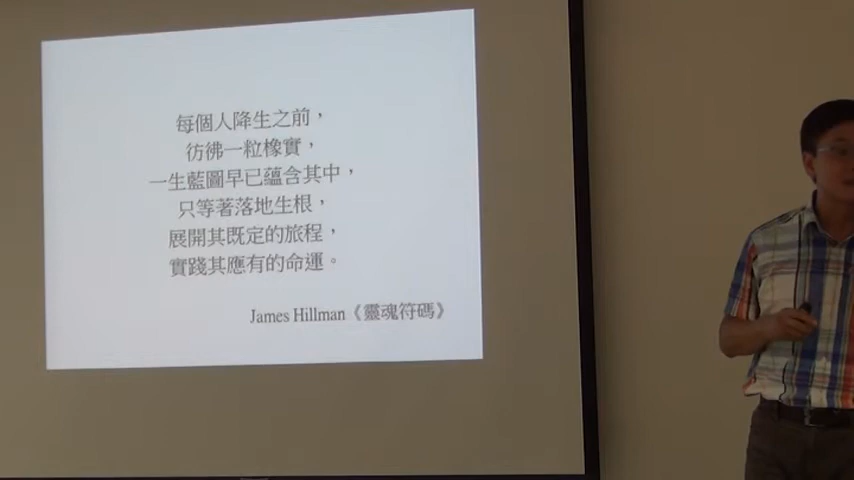 每個人降生之前，
彷彿一粒橡實，
一生藍圖早已蘊含其中，
只等著落地生根，
展開其既定的旅程，
實踐其應有的命運。
James Hillman《靈魂符碼》